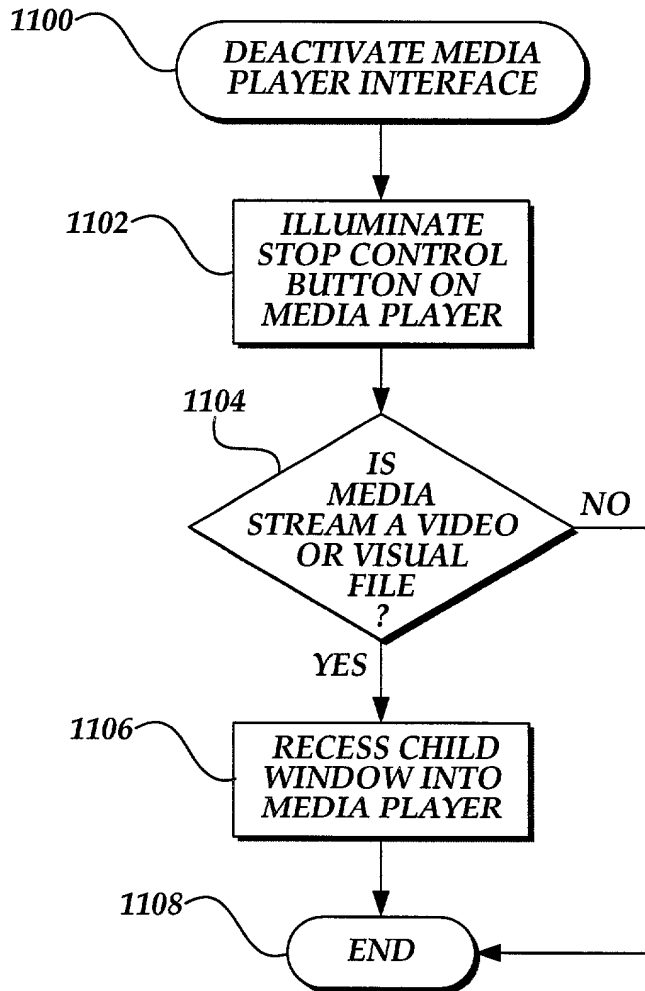 1100
DEACTIVATE MEDIA
PLAYER INTERFACE
1102
ILLUMINATE
STOP CONTROL
BUTTON ON
MEDIA PLAYER
1104
IS
MEDIA
STREAM A VIDEO
OR VISUAL
FILE
?
NO
YES
1106
RECESS CHILD
WINDOW INTO
MEDIA PLAYER
1108
END